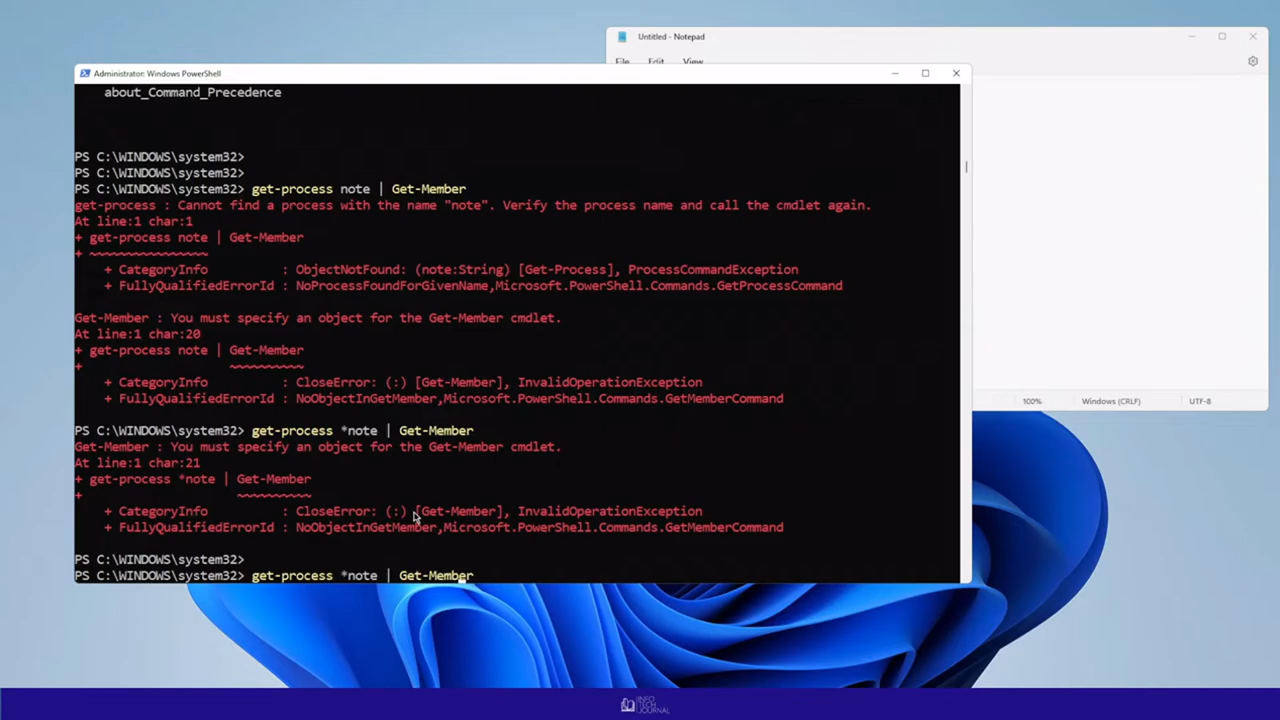 Untitled - Notepad
File Edit View
Administrator: Windows PowerShell
about_Command_Precedence
PS C:\WINDOWS\system32>
PS C:\WINDOWS\system32>
PS C:\WINDOWS\system32> get-process note | Get-Member
get-process : Cannot find a process with the name "note". Verify the process name and call the cmdlet again.
At line:1 char:1
+ get-process note | Get-Member
+ ~~~~~~~~~~~~~~~~
+ CategoryInfo : ObjectNotFound: (note:String) [Get-Process], ProcessCommandException
+ FullyQualifiedErrorId : NoProcessFoundForGivenName,Microsoft.PowerShell.Commands.GetProcessCommand
Get-Member : You must specify an object for the Get-Member cmdlet.
At line:1 char:20
+ get-process note | Get-Member
+ ~~~~~~~~~~
+ CategoryInfo : CloseError: (:) [Get-Member], InvalidOperationException
+ FullyQualifiedErrorId : NoObjectInGetMember,Microsoft.PowerShell.Commands.GetMemberCommand
PS C:\WINDOWS\system32> get-process *note | Get-Member
Get-Member : You must specify an object for the Get-Member cmdlet.
At line:1 char:21
+ get-process *note | Get-Member
+ ~~~~~~~~~~
+ CategoryInfo : CloseError: (:) [Get-Member], InvalidOperationException
+ FullyQualifiedErrorId : NoObjectInGetMember,Microsoft.PowerShell.Commands.GetMemberCommand
PS C:\WINDOWS\system32>
PS C:\WINDOWS\system32> get-process *note | Get-Member
100% Windows (CRLF) UTF-8
INFO
TECH
JOURNAL